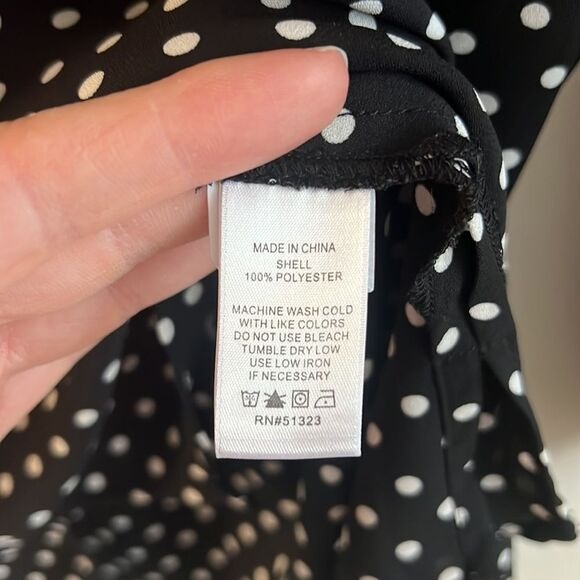 MADE IN CHINA
SHELL
100% POLYESTER
MACHINE WASH COLD
WITH LIKE COLORS
DO NOT USE BLEACH
TUMBLE DRY LOW
USE LOW IRON
IF NECESSARY
RN#51323